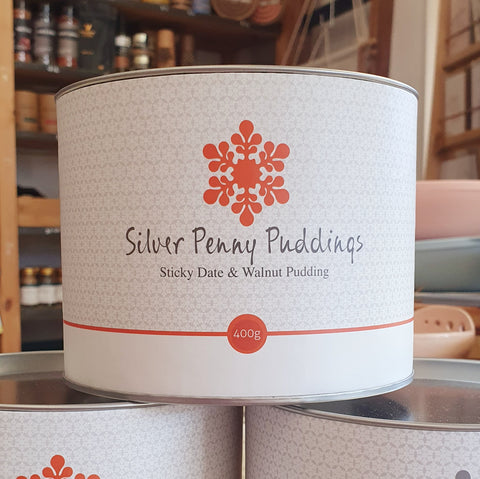 Silver Penny Puddings
Sticky Date & Walnut Pudding
400g